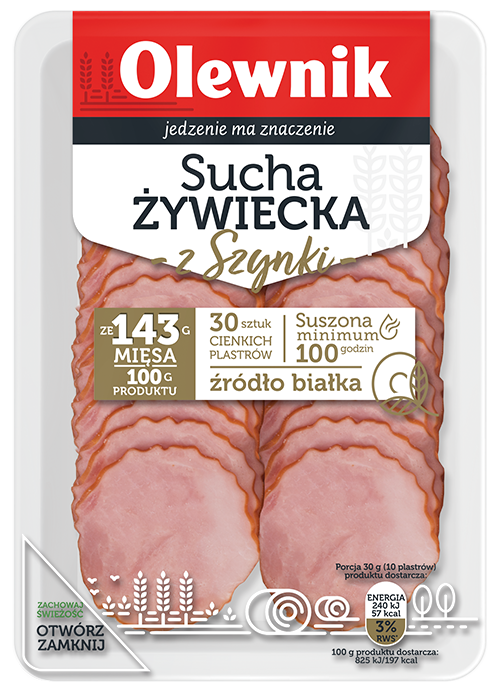 Olewnik
jedzenie ma znaczenie
Sucha
ŻYWIECKA
- z Szynki -
ZE 143 G
MIĘSA
100 G
PRODUKTU
30 sztuk
CIENKICH
PLASTRÓW
Suszona
minimum
100 godzin
źródło białka
Porcja 30 g (10 plastrów)
produktu dostarcza:
ENERGIA
240 kJ
57 kcal
3%
RWS*
100 g produktu dostarcza:
825 kJ/197 kcal
ZACHOWAJ
ŚWIEŻOŚĆ
OTWÓRZ
ZAMKNIJ